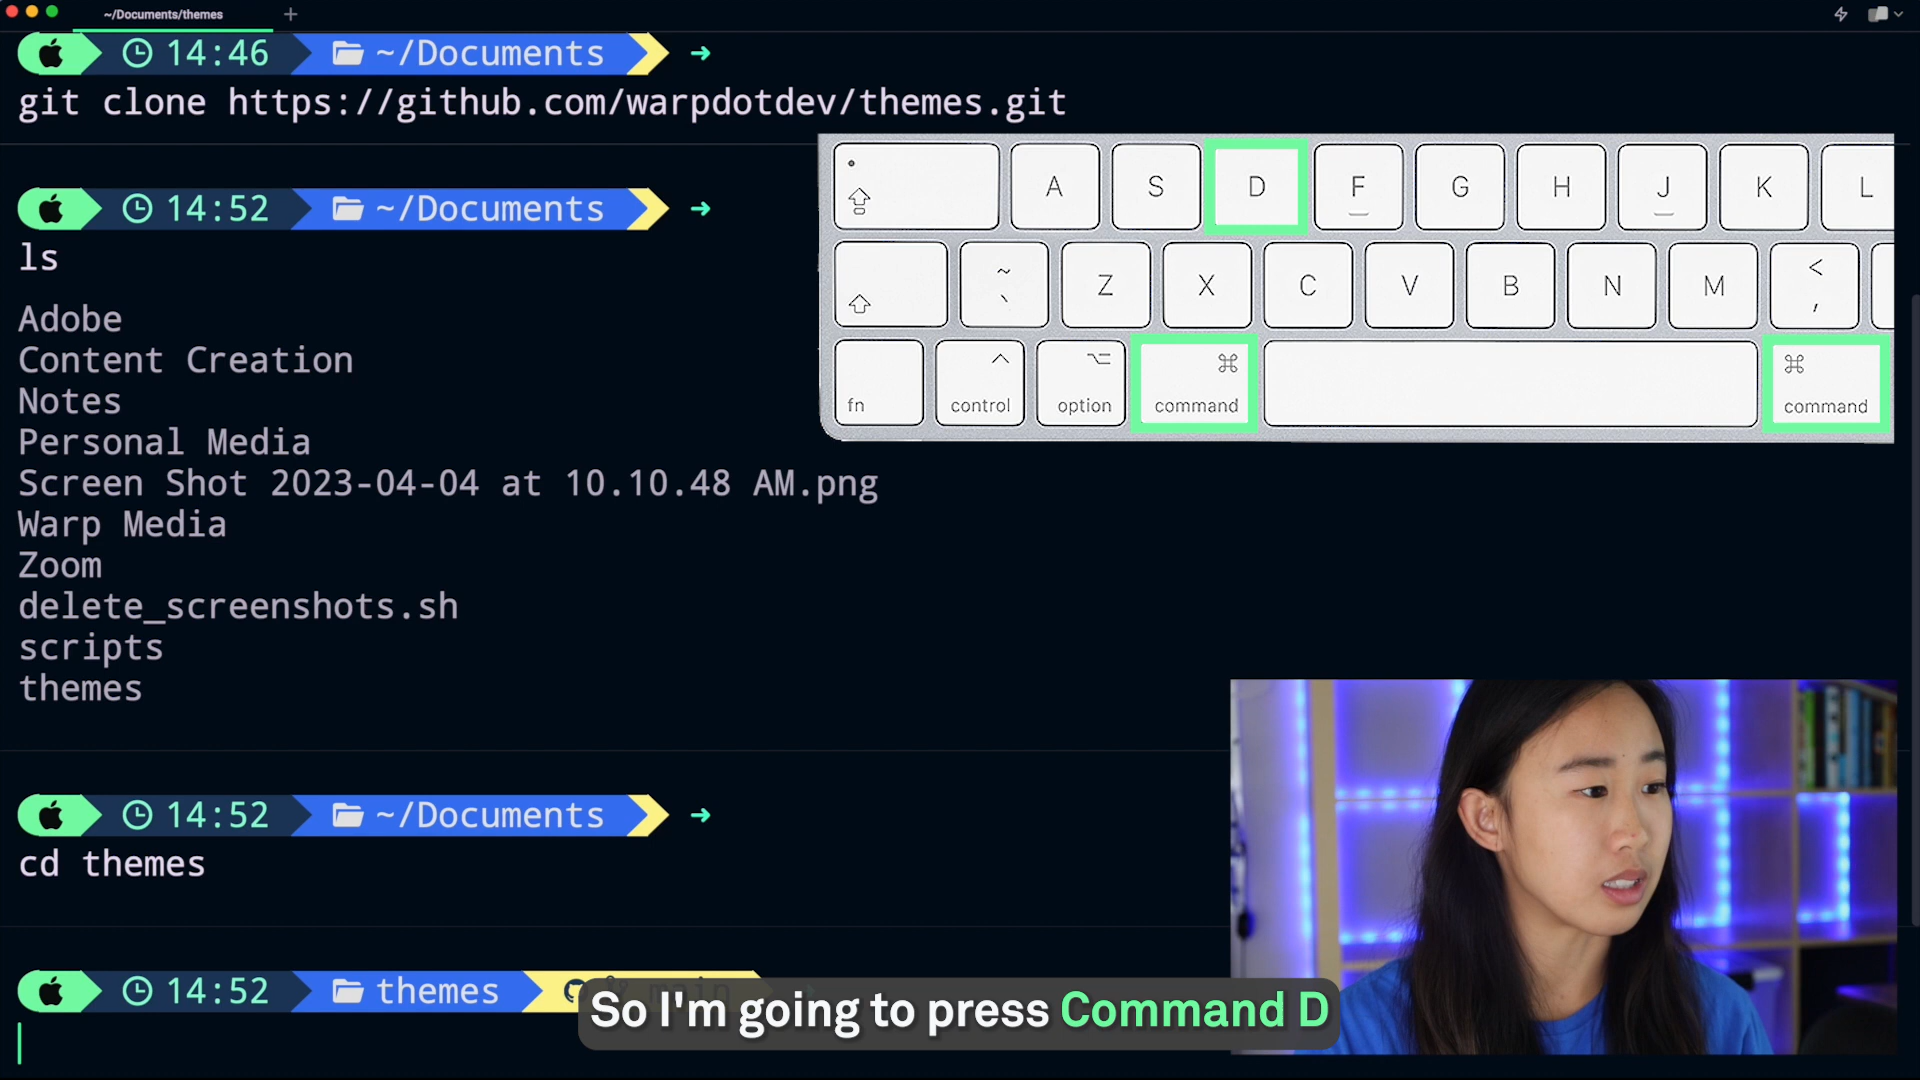 ~/Documents/themes
14:46 ~/Documents
git clone https://github.com/warpdotdev/themes.git
14:52 ~/Documents
ls
Adobe
Content Creation
Notes
Personal Media
Screen Shot 2023-04-04 at 10.10.48 AM.png
Warp Media
Zoom
delete_screenshots.sh
scripts
themes
14:52 ~/Documents
cd themes
14:52 themes main
A S D F G H J K L
~ ` Z X C V B N M < ,
fn control option command command
So I'm going to press Command D